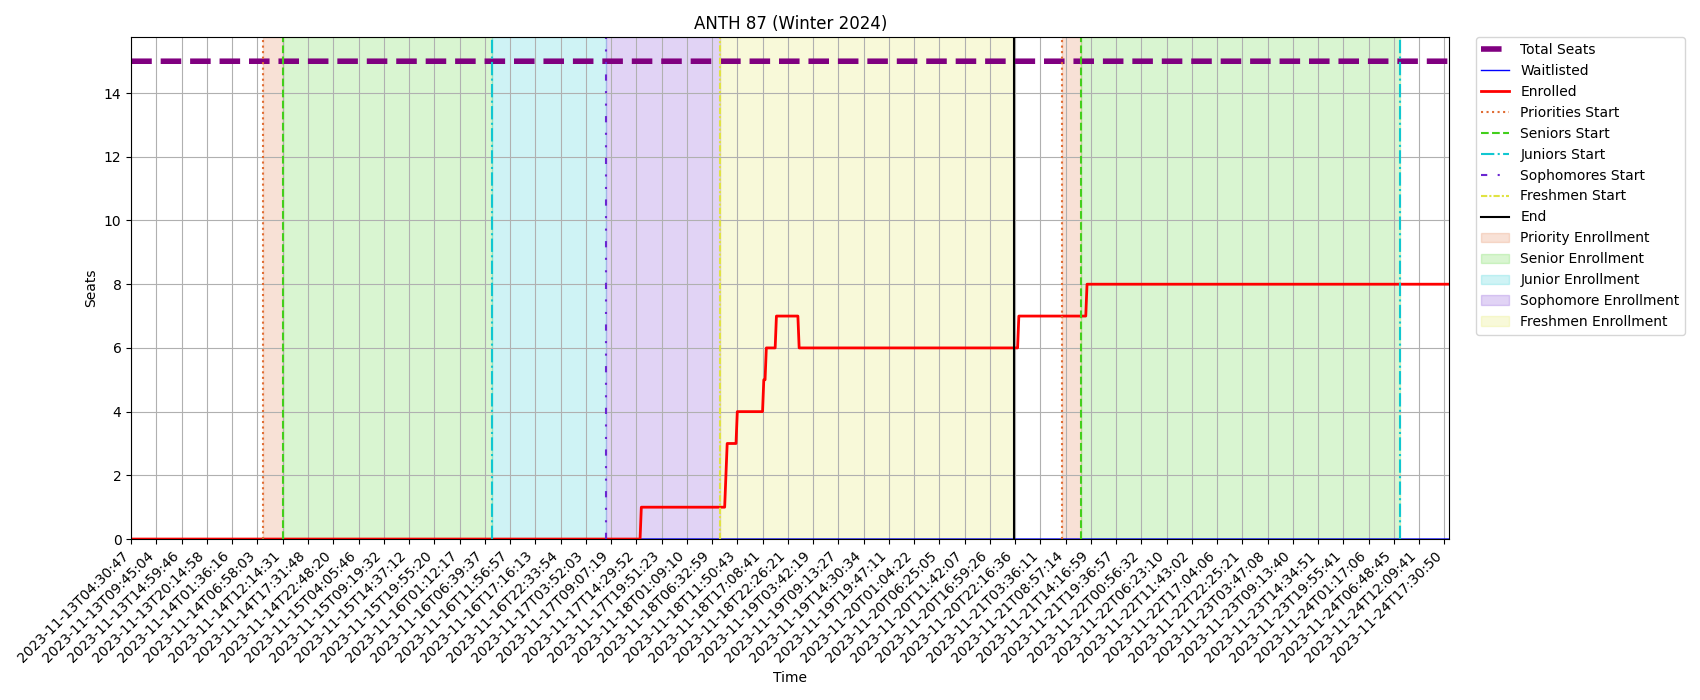 ANTH 87 (Winter 2024)
Seats
14
12
10
8
6
4
2
0
2023-11-13T04:30:47
2023-11-13T09:45:04
2023-11-13T14:59:46
2023-11-13T20:14:58
2023-11-14T01:36:16
2023-11-14T06:58:03
2023-11-14T12:14:31
2023-11-14T17:31:48
2023-11-14T22:48:20
2023-11-15T04:05:46
2023-11-15T09:19:32
2023-11-15T14:37:12
2023-11-15T19:55:20
2023-11-16T01:12:17
2023-11-16T06:39:37
2023-11-16T11:56:57
2023-11-16T17:16:13
2023-11-16T22:33:54
2023-11-17T03:52:03
2023-11-17T09:07:19
2023-11-17T14:29:52
2023-11-17T19:51:23
2023-11-18T01:09:10
2023-11-18T06:32:59
2023-11-18T11:50:43
2023-11-18T17:08:41
2023-11-18T22:26:21
2023-11-19T03:42:19
2023-11-19T09:13:27
2023-11-19T14:30:34
2023-11-19T19:47:11
2023-11-20T01:04:22
2023-11-20T06:25:05
2023-11-20T11:42:07
2023-11-20T16:59:26
2023-11-20T22:16:36
2023-11-21T03:36:11
2023-11-21T08:57:14
2023-11-21T14:16:59
2023-11-21T19:36:57
2023-11-22T00:56:32
2023-11-22T06:23:10
2023-11-22T11:43:02
2023-11-22T17:04:06
2023-11-22T22:25:21
2023-11-23T03:47:08
2023-11-23T09:13:40
2023-11-23T14:34:51
2023-11-23T19:55:41
2023-11-24T01:17:06
2023-11-24T06:48:45
2023-11-24T12:09:41
2023-11-24T17:30:50
Time
Total Seats
Waitlisted
Enrolled
Priorities Start
Seniors Start
Juniors Start
Sophomores Start
Freshmen Start
End
Priority Enrollment
Senior Enrollment
Junior Enrollment
Sophomore Enrollment
Freshmen Enrollment